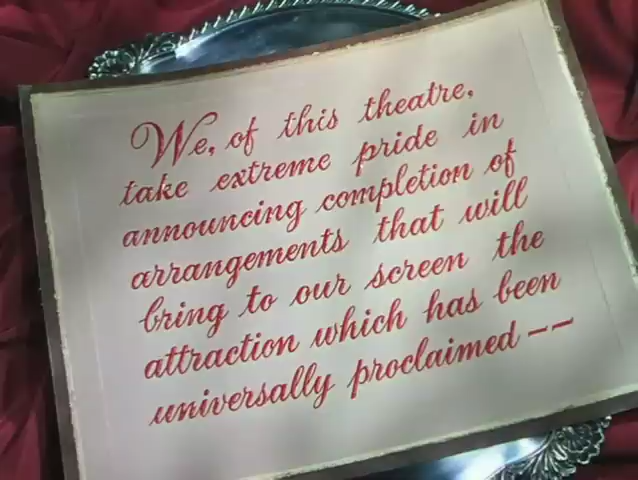 We, of this theatre,
take extreme pride in
announcing completion of
arrangements that will
bring to our screen the
attraction which has been
universally proclaimed --